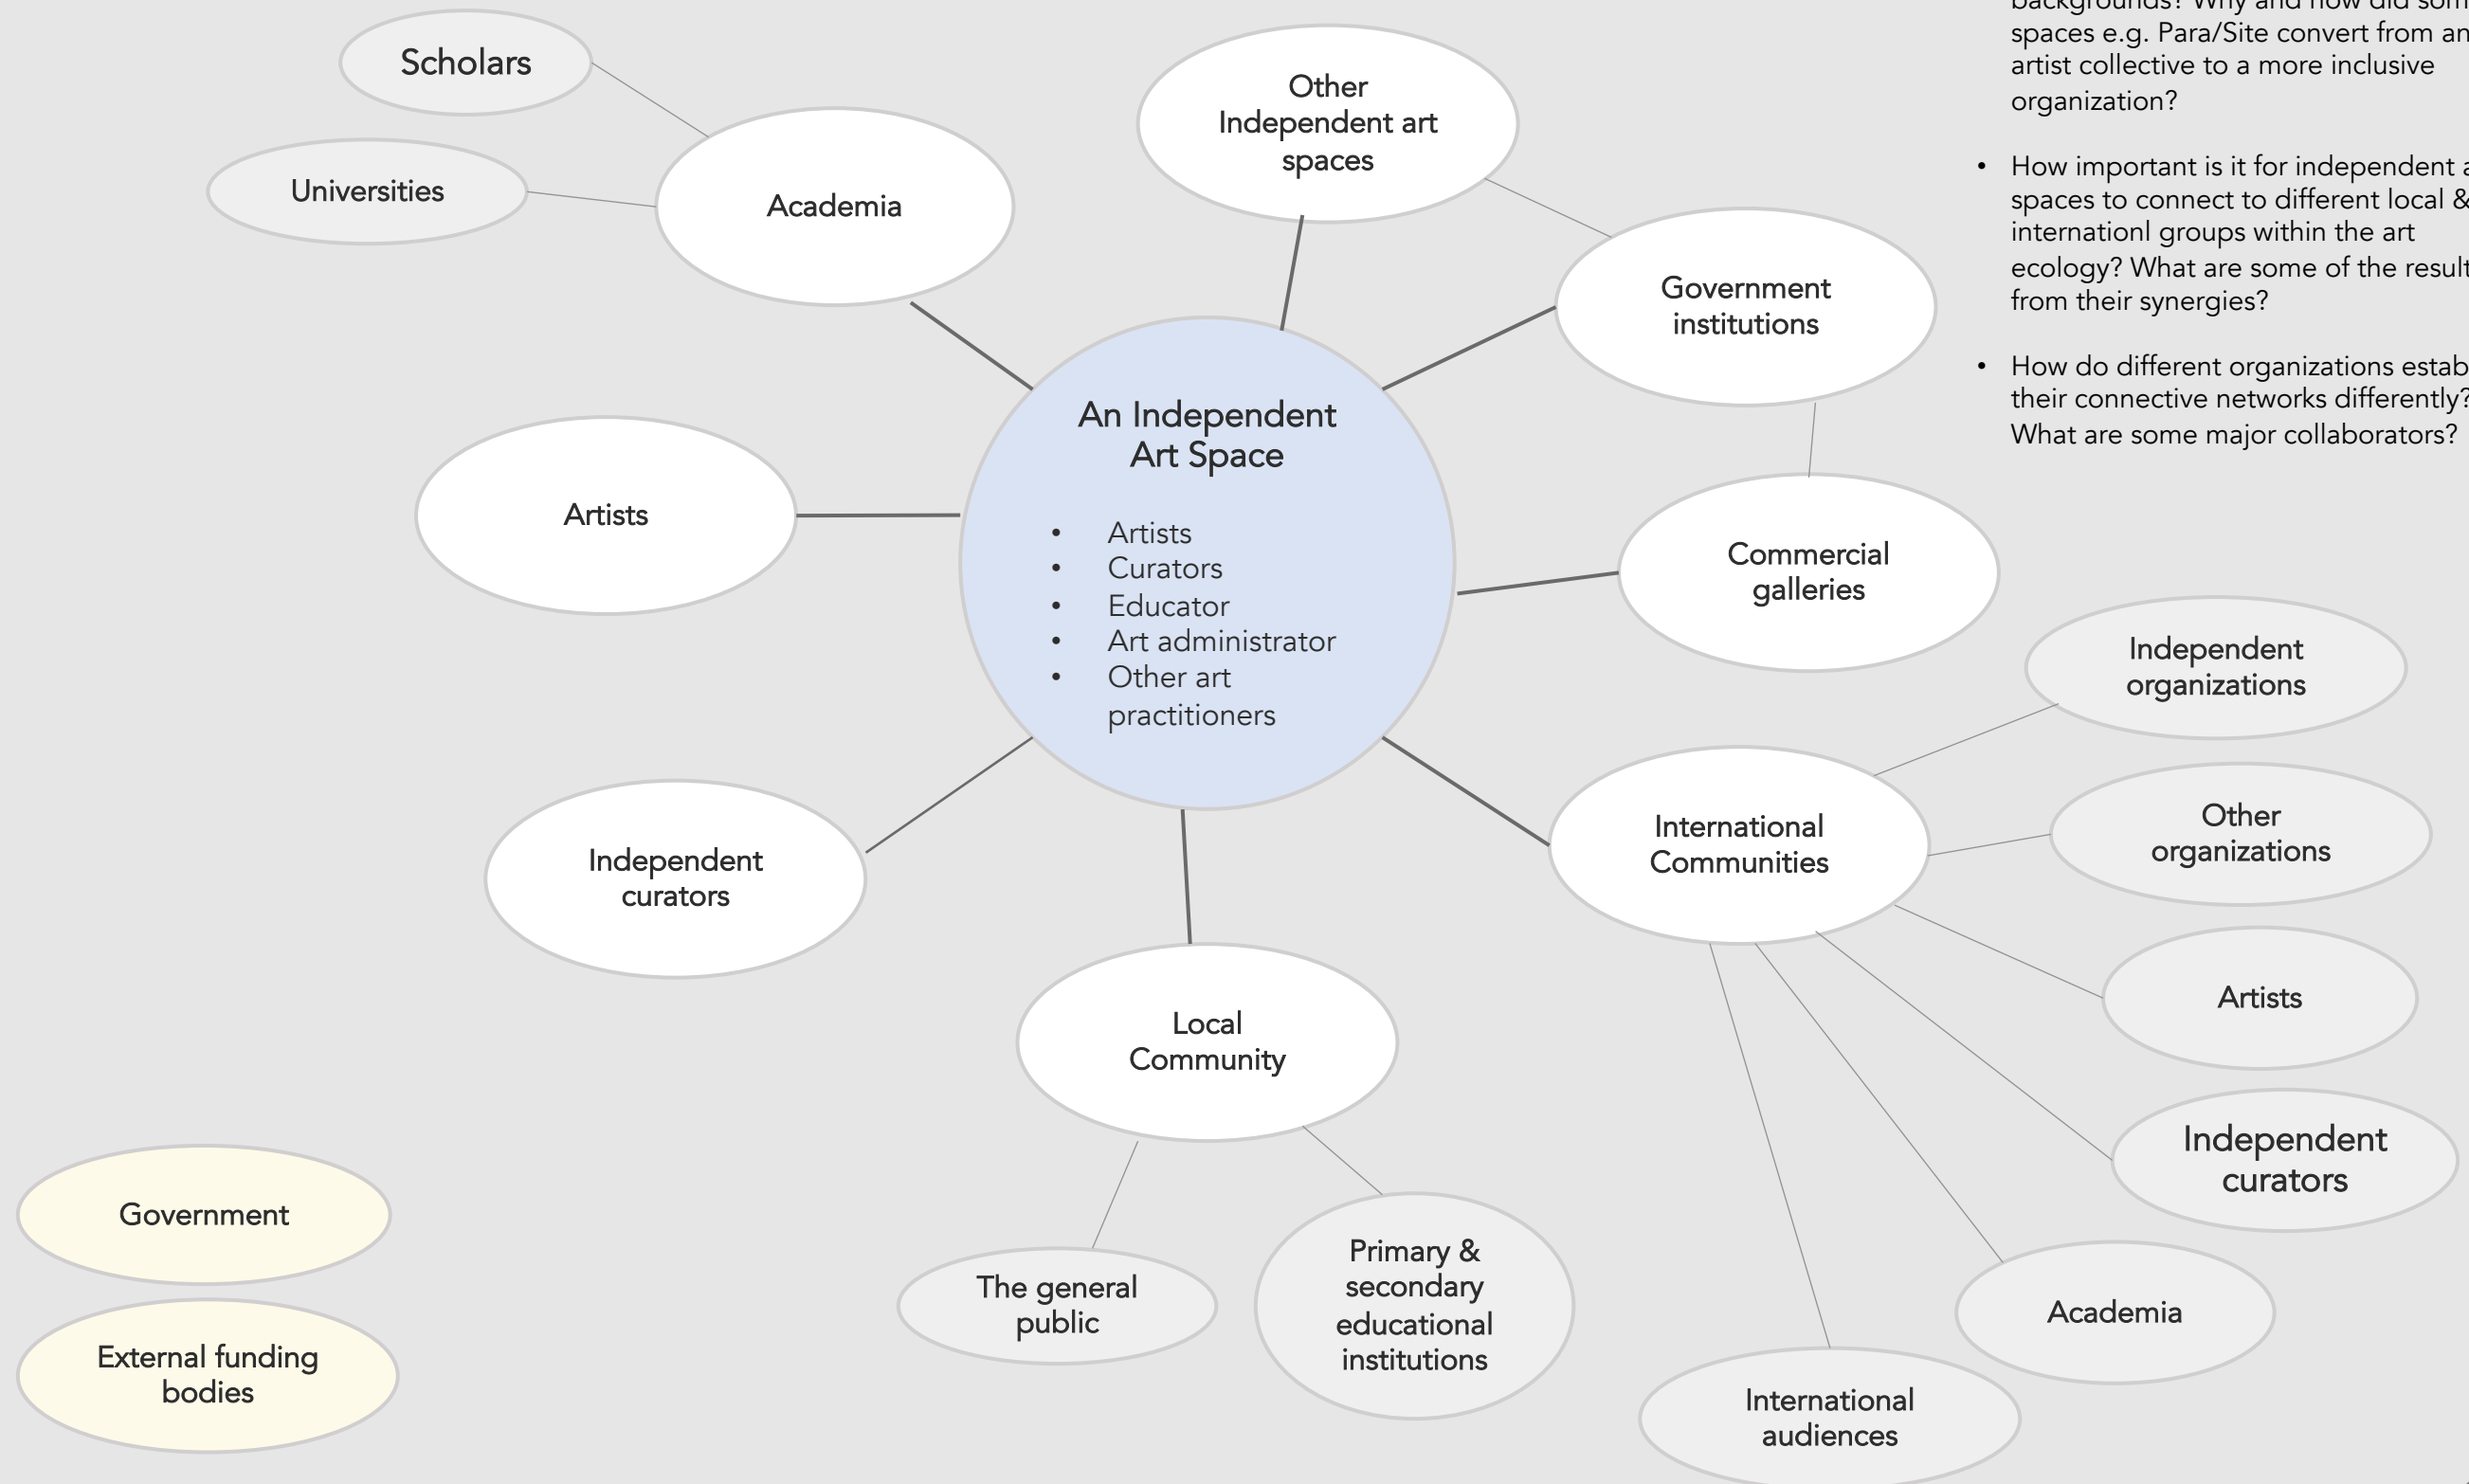 Scholars
Universities
Academia
Other
Independent art
spaces
Government
institutions
Commercial
galleries
An Independent
Art Space
• Artists
• Curators
• Educator
• Art administrator
• Other art
practitioners
Artists
Independent
curators
Local
Community
The general
public
Primary &
secondary
educational
institutions
International
Communities
Independent
organizations
Other
organizations
Artists
Independent
curators
Academia
International
audiences
Government
External funding
bodies
backgrounds? Why and how did
spaces e.g. Para/Site convert from an
artist collective to a more inclusive
organization?
• How important is it for independent
spaces to connect to different local &
internationl groups within the art
ecology? What are some of the
from their synergies?
• How do different organizations
their connective networks differently?
What are some major collaborators?